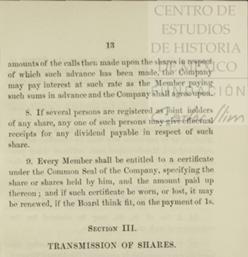 CENTRO DE
ESTUDIOS
DE HISTORIA
DE MÉXICO
13
amounts of the calls then made upon the shares in respect
of which such advance has been made, the Company
may pay interest at such rate as the Member paying
such sums in advance and the Company shall agree upon.
8. If several persons are registered as joint holders
of any share, any one of such persons may give effectual
receipts for any dividend payable in respect of such
share.
9. Every Member shall be entitled to a certificate
under the Common Seal of the Company, specifying the
share or shares held by him, and the amount paid up
thereon; and if such certificate be worn, or lost, it may
be renewed, if the Board think fit, on the payment of 1s.
SECTION III.
TRANSMISSION OF SHARES.